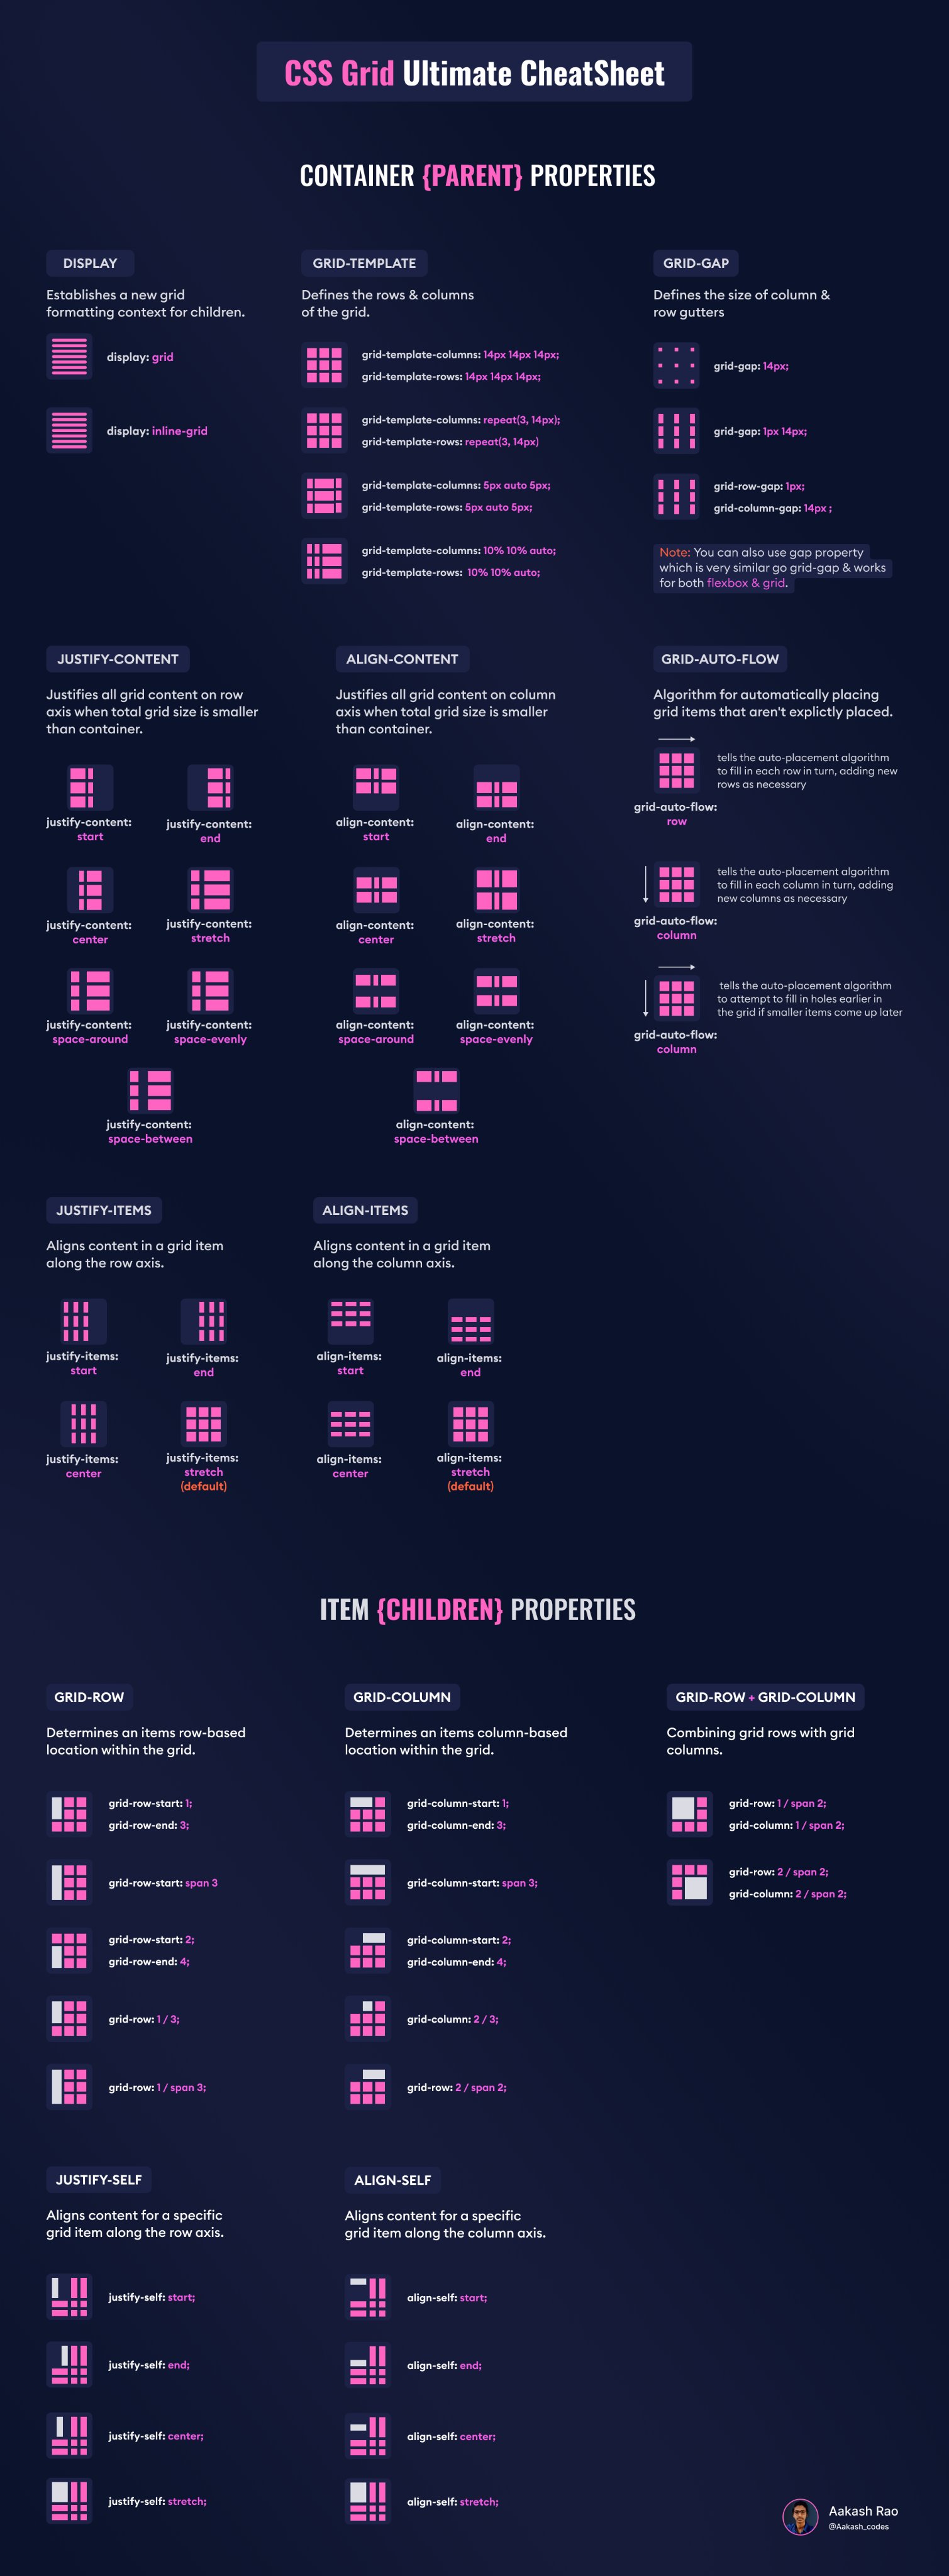 CSS Grid Ultimate CheatSheet
CONTAINER {PARENT} PROPERTIES
DISPLAY
Establishes a new grid
formatting context for children.
display: grid
display: inline-grid
GRID-TEMPLATE
Defines the rows & columns
of the grid.
grid-template-columns: 14px 14px 14px;
grid-template-rows: 14px 14px 14px;
grid-template-columns: repeat(3, 14px);
grid-template-rows: repeat(3, 14px)
grid-template-columns: 5px auto 5px;
grid-template-rows: 5px auto 5px;
grid-template-columns: 10% 10% auto;
grid-template-rows: 10% 10% auto;
GRID-GAP
Defines the size of column &
row gutters
grid-gap: 14px;
grid-gap: 1px 14px;
grid-row-gap: 1px;
grid-column-gap: 14px ;
Note: You can also use gap property
which is very similar go grid-gap & works
for both flexbox & grid.
JUSTIFY-CONTENT
Justifies all grid content on row
axis when total grid size is smaller
than container.
justify-content:
start
justify-content:
end
justify-content:
center
justify-content:
stretch
justify-content:
space-around
justify-content:
space-evenly
justify-content:
space-between
ALIGN-CONTENT
Justifies all grid content on column
axis when total grid size is smaller
than container.
align-content:
start
align-content:
end
align-content:
center
align-content:
stretch
align-content:
space-around
align-content:
space-evenly
align-content:
space-between
GRID-AUTO-FLOW
Algorithm for automatically placing
grid items that aren't explictly placed.
tells the auto-placement algorithm
to fill in each row in turn, adding new
rows as necessary
grid-auto-flow:
row
tells the auto-placement algorithm
to fill in each column in turn, adding
new columns as necessary
grid-auto-flow:
column
tells the auto-placement algorithm
to attempt to fill in holes earlier in
the grid if smaller items come up later
grid-auto-flow:
column
JUSTIFY-ITEMS
Aligns content in a grid item
along the row axis.
justify-items:
start
justify-items:
end
justify-items:
center
justify-items:
stretch
(default)
ALIGN-ITEMS
Aligns content in a grid item
along the column axis.
align-items:
start
align-items:
end
align-items:
center
align-items:
stretch
(default)
ITEM {CHILDREN} PROPERTIES
GRID-ROW
Determines an items row-based
location within the grid.
grid-row-start: 1;
grid-row-end: 3;
grid-row-start: span 3
grid-row-start: 2;
grid-row-end: 4;
grid-row: 1 / 3;
grid-row: 1 / span 3;
GRID-COLUMN
Determines an items column-based
location within the grid.
grid-column-start: 1;
grid-column-end: 3;
grid-column-start: span 3;
grid-column-start: 2;
grid-column-end: 4;
grid-column: 2 / 3;
grid-row: 2 / span 2;
GRID-ROW + GRID-COLUMN
Combining grid rows with grid
columns.
grid-row: 1 / span 2;
grid-column: 1 / span 2;
grid-row: 2 / span 2;
grid-column: 2 / span 2;
JUSTIFY-SELF
Aligns content for a specific
grid item along the row axis.
justify-self: start;
justify-self: end;
justify-self: center;
justify-self: stretch;
ALIGN-SELF
Aligns content for a specific
grid item along the column axis.
align-self: start;
align-self: end;
align-self: center;
align-self: stretch;
Aakash Rao
@Aakash_codes